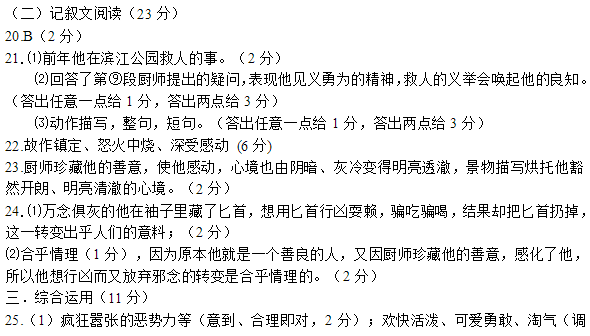 （二）记叙文阅读（23 分）
20.B（2 分）
21.⑴前年他在滨江公园救人的事。（2 分）
⑵回答了第⑨段厨师提出的疑问，表现他见义勇为的精神，救人的义举会唤起他的良知。
（答出任意一点给 1 分，答出两点给 3 分）
⑶动作描写，整句，短句。（答出任意一点给 1 分，答出两点给 3 分）
22.故作镇定、怒火中烧、深受感动 (6 分)
23.厨师珍藏他的善意，使他感动，心境也由阴暗、灰冷变得明亮透澈，景物描写烘托他豁
然开朗、明亮清澈的心境。（2 分）
24.⑴万念俱灰的他在袖子里藏了匕首，想用匕首行凶耍赖，骗吃骗喝，结果却把匕首扔掉，
这一转变出乎人们的意料；（2 分）
⑵合乎情理（1 分），因为原本他就是一个善良的人，又因厨师珍藏他的善意，感化了他，
所以他想行凶而又放弃邪念的转变是合乎情理的。（2 分）
三．综合运用（11 分）
25.（1）疯狂嚣张的恶势力等（意到、合理即对，2 分）；欢快活泼、可爱勇敢、淘气（调